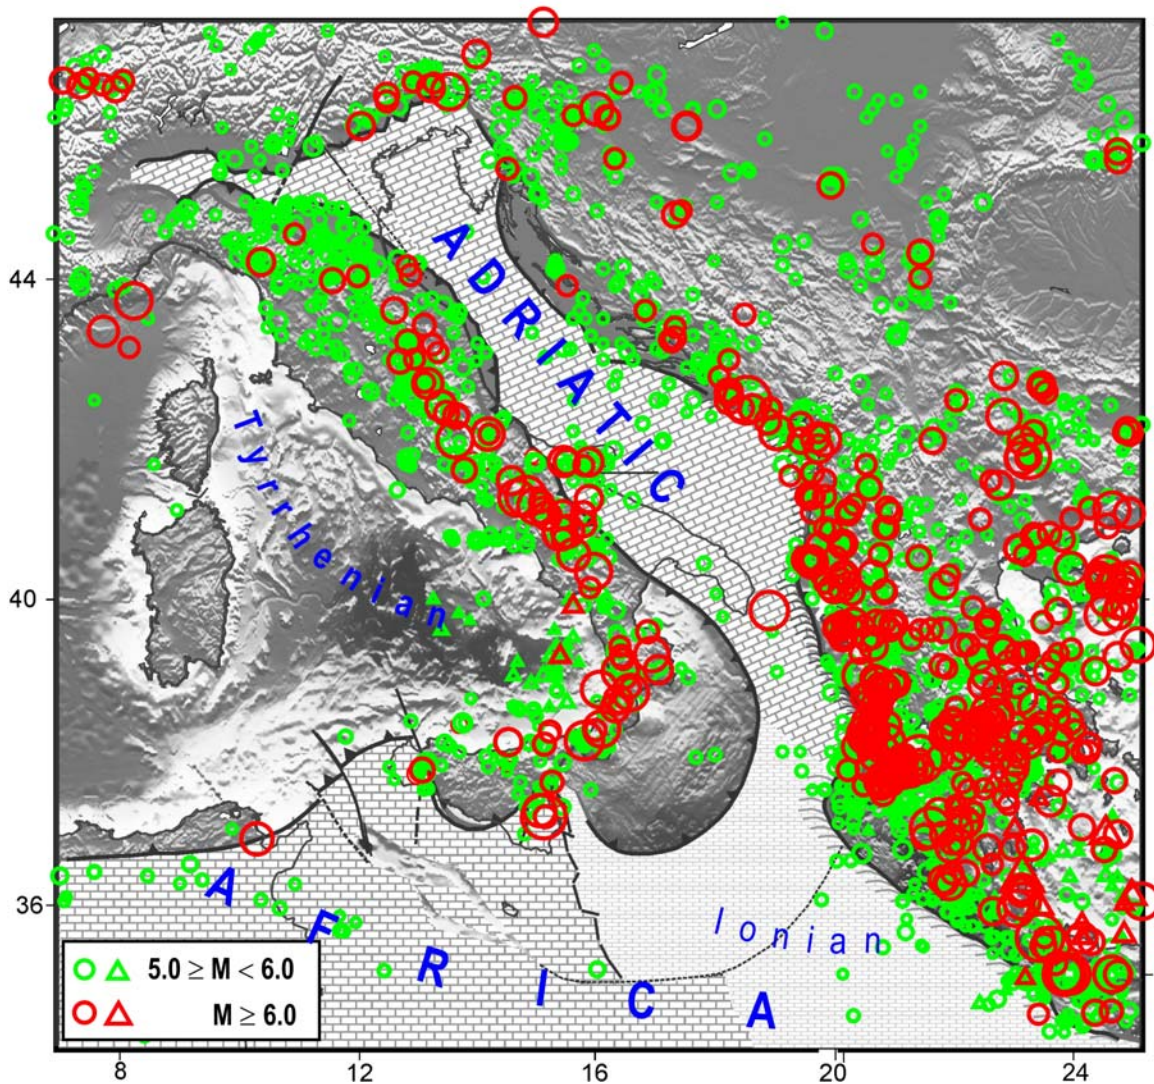 44
40
36
ADRIATIC
Tyrrhenian
Ionian
AFRICA
5.0 ≥ M < 6.0
M ≥ 6.0
8 12 16 20 24